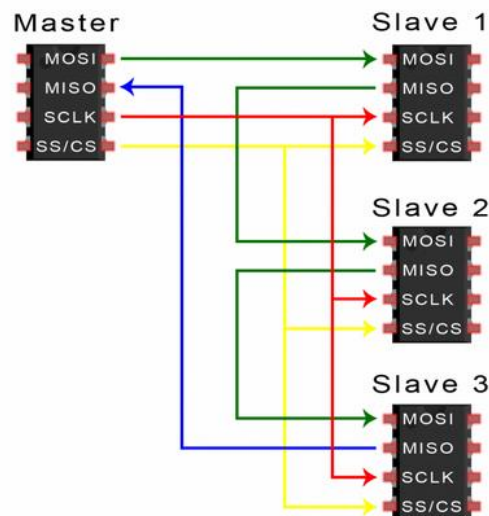 Master
MOSI
MISO
SCLK
SS/CS
Slave 1
MOSI
MISO
SCLK
SS/CS
Slave 2
MOSI
MISO
SCLK
SS/CS
Slave 3
MOSI
MISO
SCLK
SS/CS